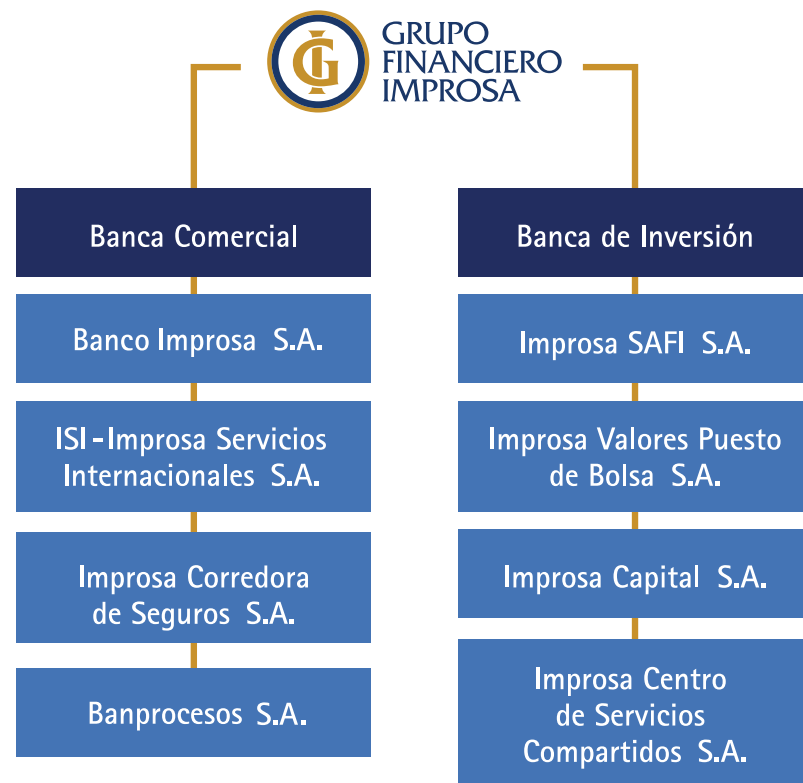 GRUPO
FINANCIERO
IMPROSA
Banca Comercial
Banco Improsa S.A.
ISI-Improsa Servicios
Internacionales S.A.
Improsa Corredora
de Seguros S.A.
Banprocesos S.A.
Banca de Inversión
Improsa SAFI S.A.
Improsa Valores Puesto
de Bolsa S.A.
Improsa Capital S.A.
Improsa Centro
de Servicios
Compartidos S.A.